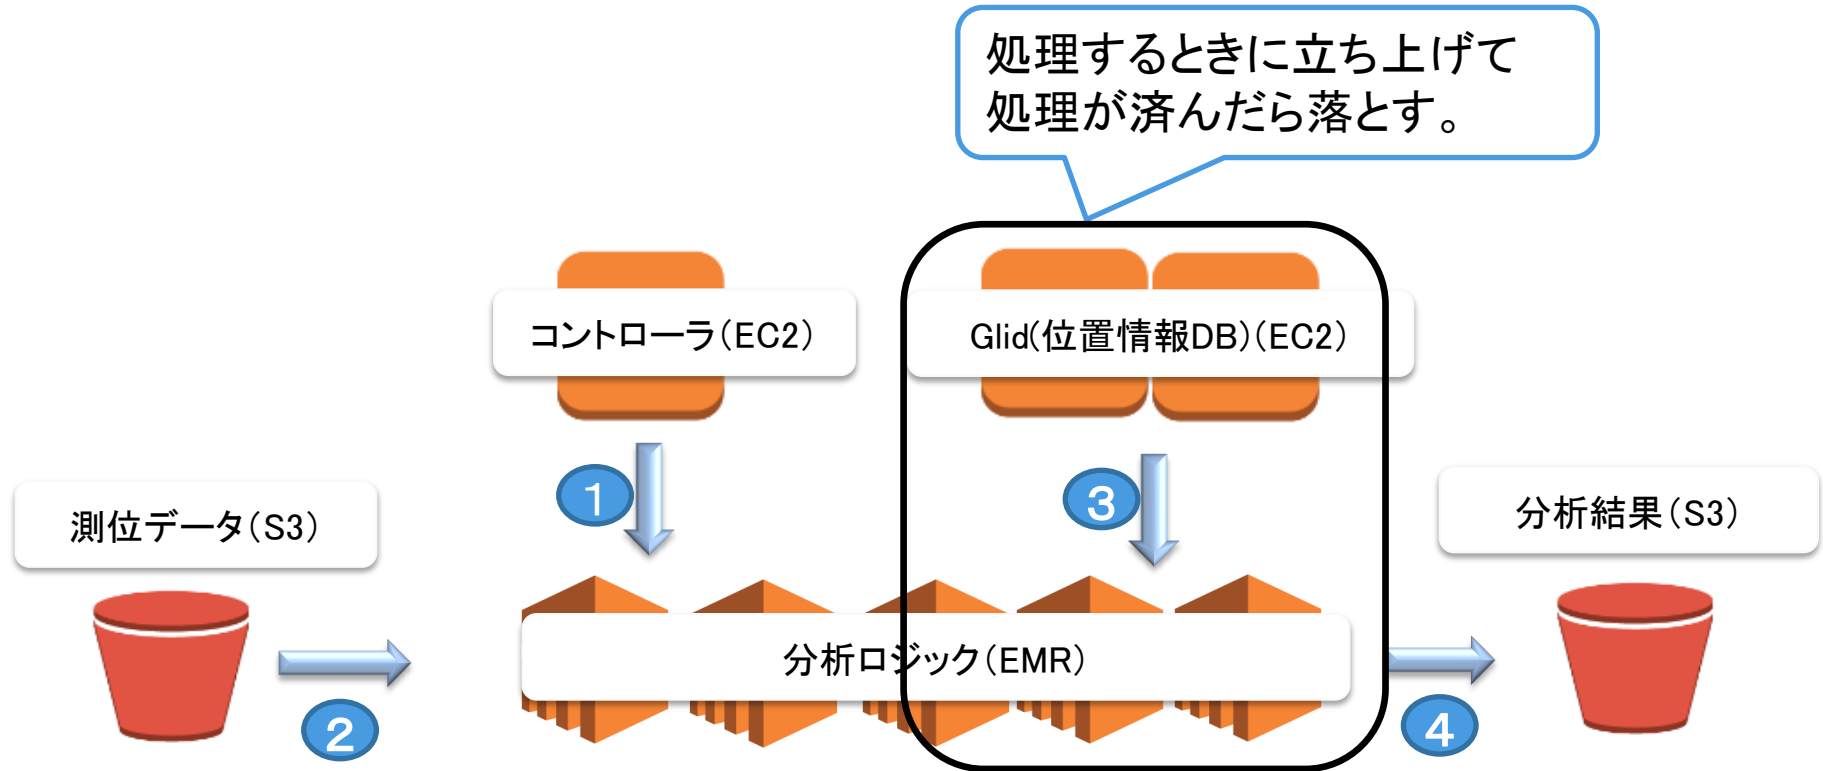 処理するときに立ち上げて
処理が済んだら落とす。
コントローラ(EC2)
Glid(位置情報DB)(EC2)
1
3
測位データ(S3)
分析結果(S3)
分析ロジック(EMR)
2
4